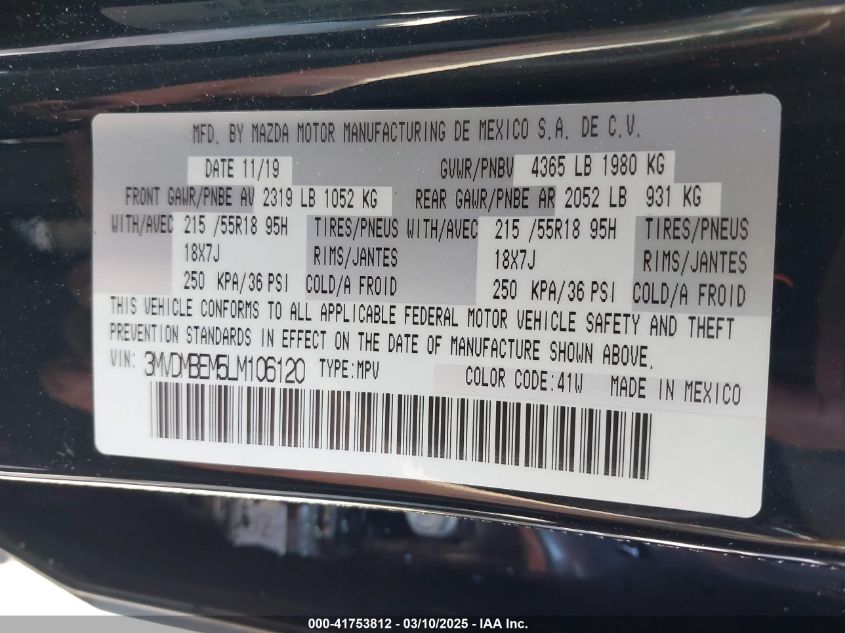 MFD. BY MAZDA MOTOR MANUFACTURING DE MEXICO S.A. DE C.V.
DATE 11/19 GVWR/PNBV 4365 LB 1980 KG
FRONT GAWR/PNBE AV 2319 LB 1052 KG REAR GAWR/PNBE AR 2052 LB 931 KG
WITH/AVEC 215 /55R18 95H TIRES/PNEUS WITH/AVEC 215 /55R18 95H TIRES/PNEUS
18X7J RIMS/JANTES 18X7J RIMS/JANTES
250 KPA/36 PSI COLD/A FROID 250 KPA/36 PSI COLD/A FROID
THIS VEHICLE CONFORMS TO ALL APPLICABLE FEDERAL MOTOR VEHICLE SAFETY AND THEFT
PREVENTION STANDARDS IN EFFECT ON THE DATE OF MANUFACTURE SHOWN ABOVE.
VIN: 3MVDMBEM5LM106120 TYPE:MPV COLOR CODE:41W MADE IN MEXICO
000-41753812 — 03/10/2025 — IAA Inc.